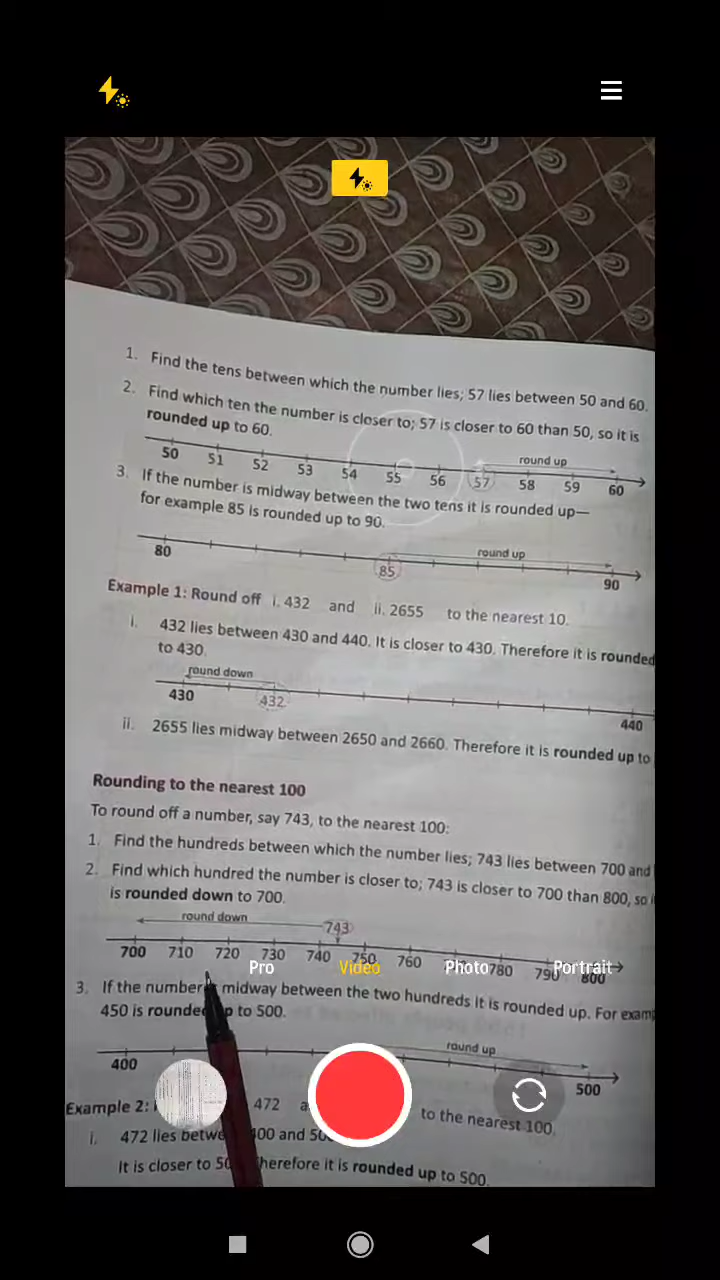 1. Find the tens between which the number lies; 57 lies between 50 and 60.
2. Find which ten the number is closer to; 57 is closer to 60 than 50, so it is
rounded up to 60.
round up
50 51 52 53 54 55 56 57 58 59 60
3. If the number is midway between the two tens it is rounded up—
for example 85 is rounded up to 90.
round up
80 85 90
Example 1: Round off i. 432 and ii. 2655 to the nearest 10.
i. 432 lies between 430 and 440. It is closer to 430. Therefore it is rounded
to 430.
round down
430 432 440
ii. 2655 lies midway between 2650 and 2660. Therefore it is rounded up to
Rounding to the nearest 100
To round off a number, say 743, to the nearest 100:
1. Find the hundreds between which the number lies; 743 lies between 700 and
2. Find which hundred the number is closer to; 743 is closer to 700 than 800, so
is rounded down to 700.
round down 743
700 710 720 730 740 750 760 780 790 800
Pro Video Photo Portrait
3. If the number midway between the two hundreds it is rounded up. For exam
450 is rounded up to 500.
round up
400 500
Example 2: 472 to the nearest 100.
i. 472 lies between 400 and
It is closer to Therefore it is rounded up to 500.